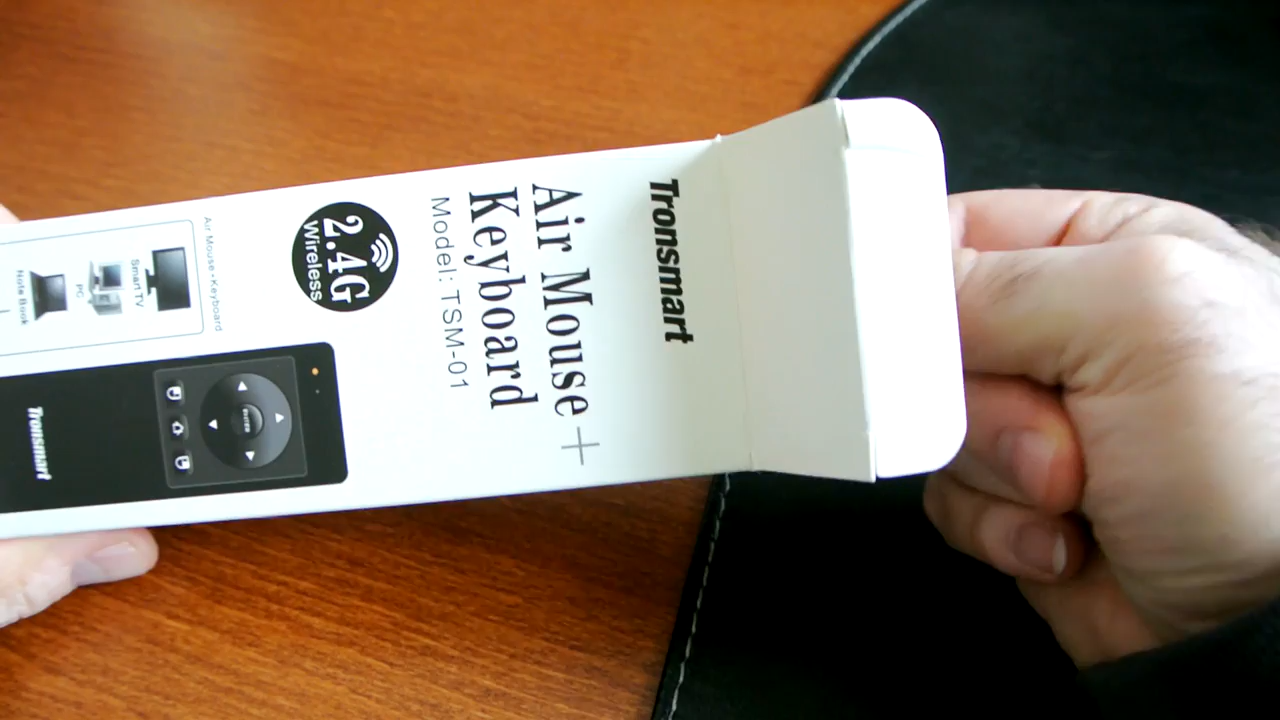 Tronsmart
Air Mouse+
Keyboard
Model: TSM-01
2.4G
Wireless
Air Mouse+Keyboard
Smart TV
PC
Note Book
Tronsmart